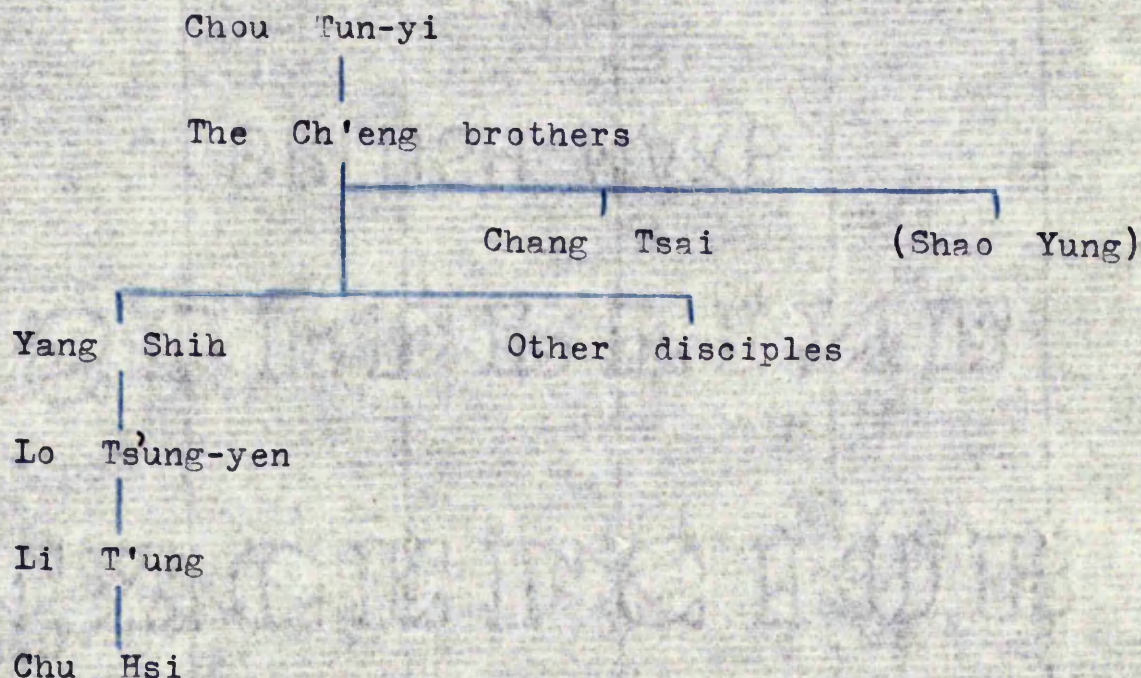 Chou Tun-yi
The Ch'eng brothers
Chang Tsai (Shao Yung)
Yang Shih Other disciples
Lo Ts'ung-yen
Li T'ung
Chu Hsi